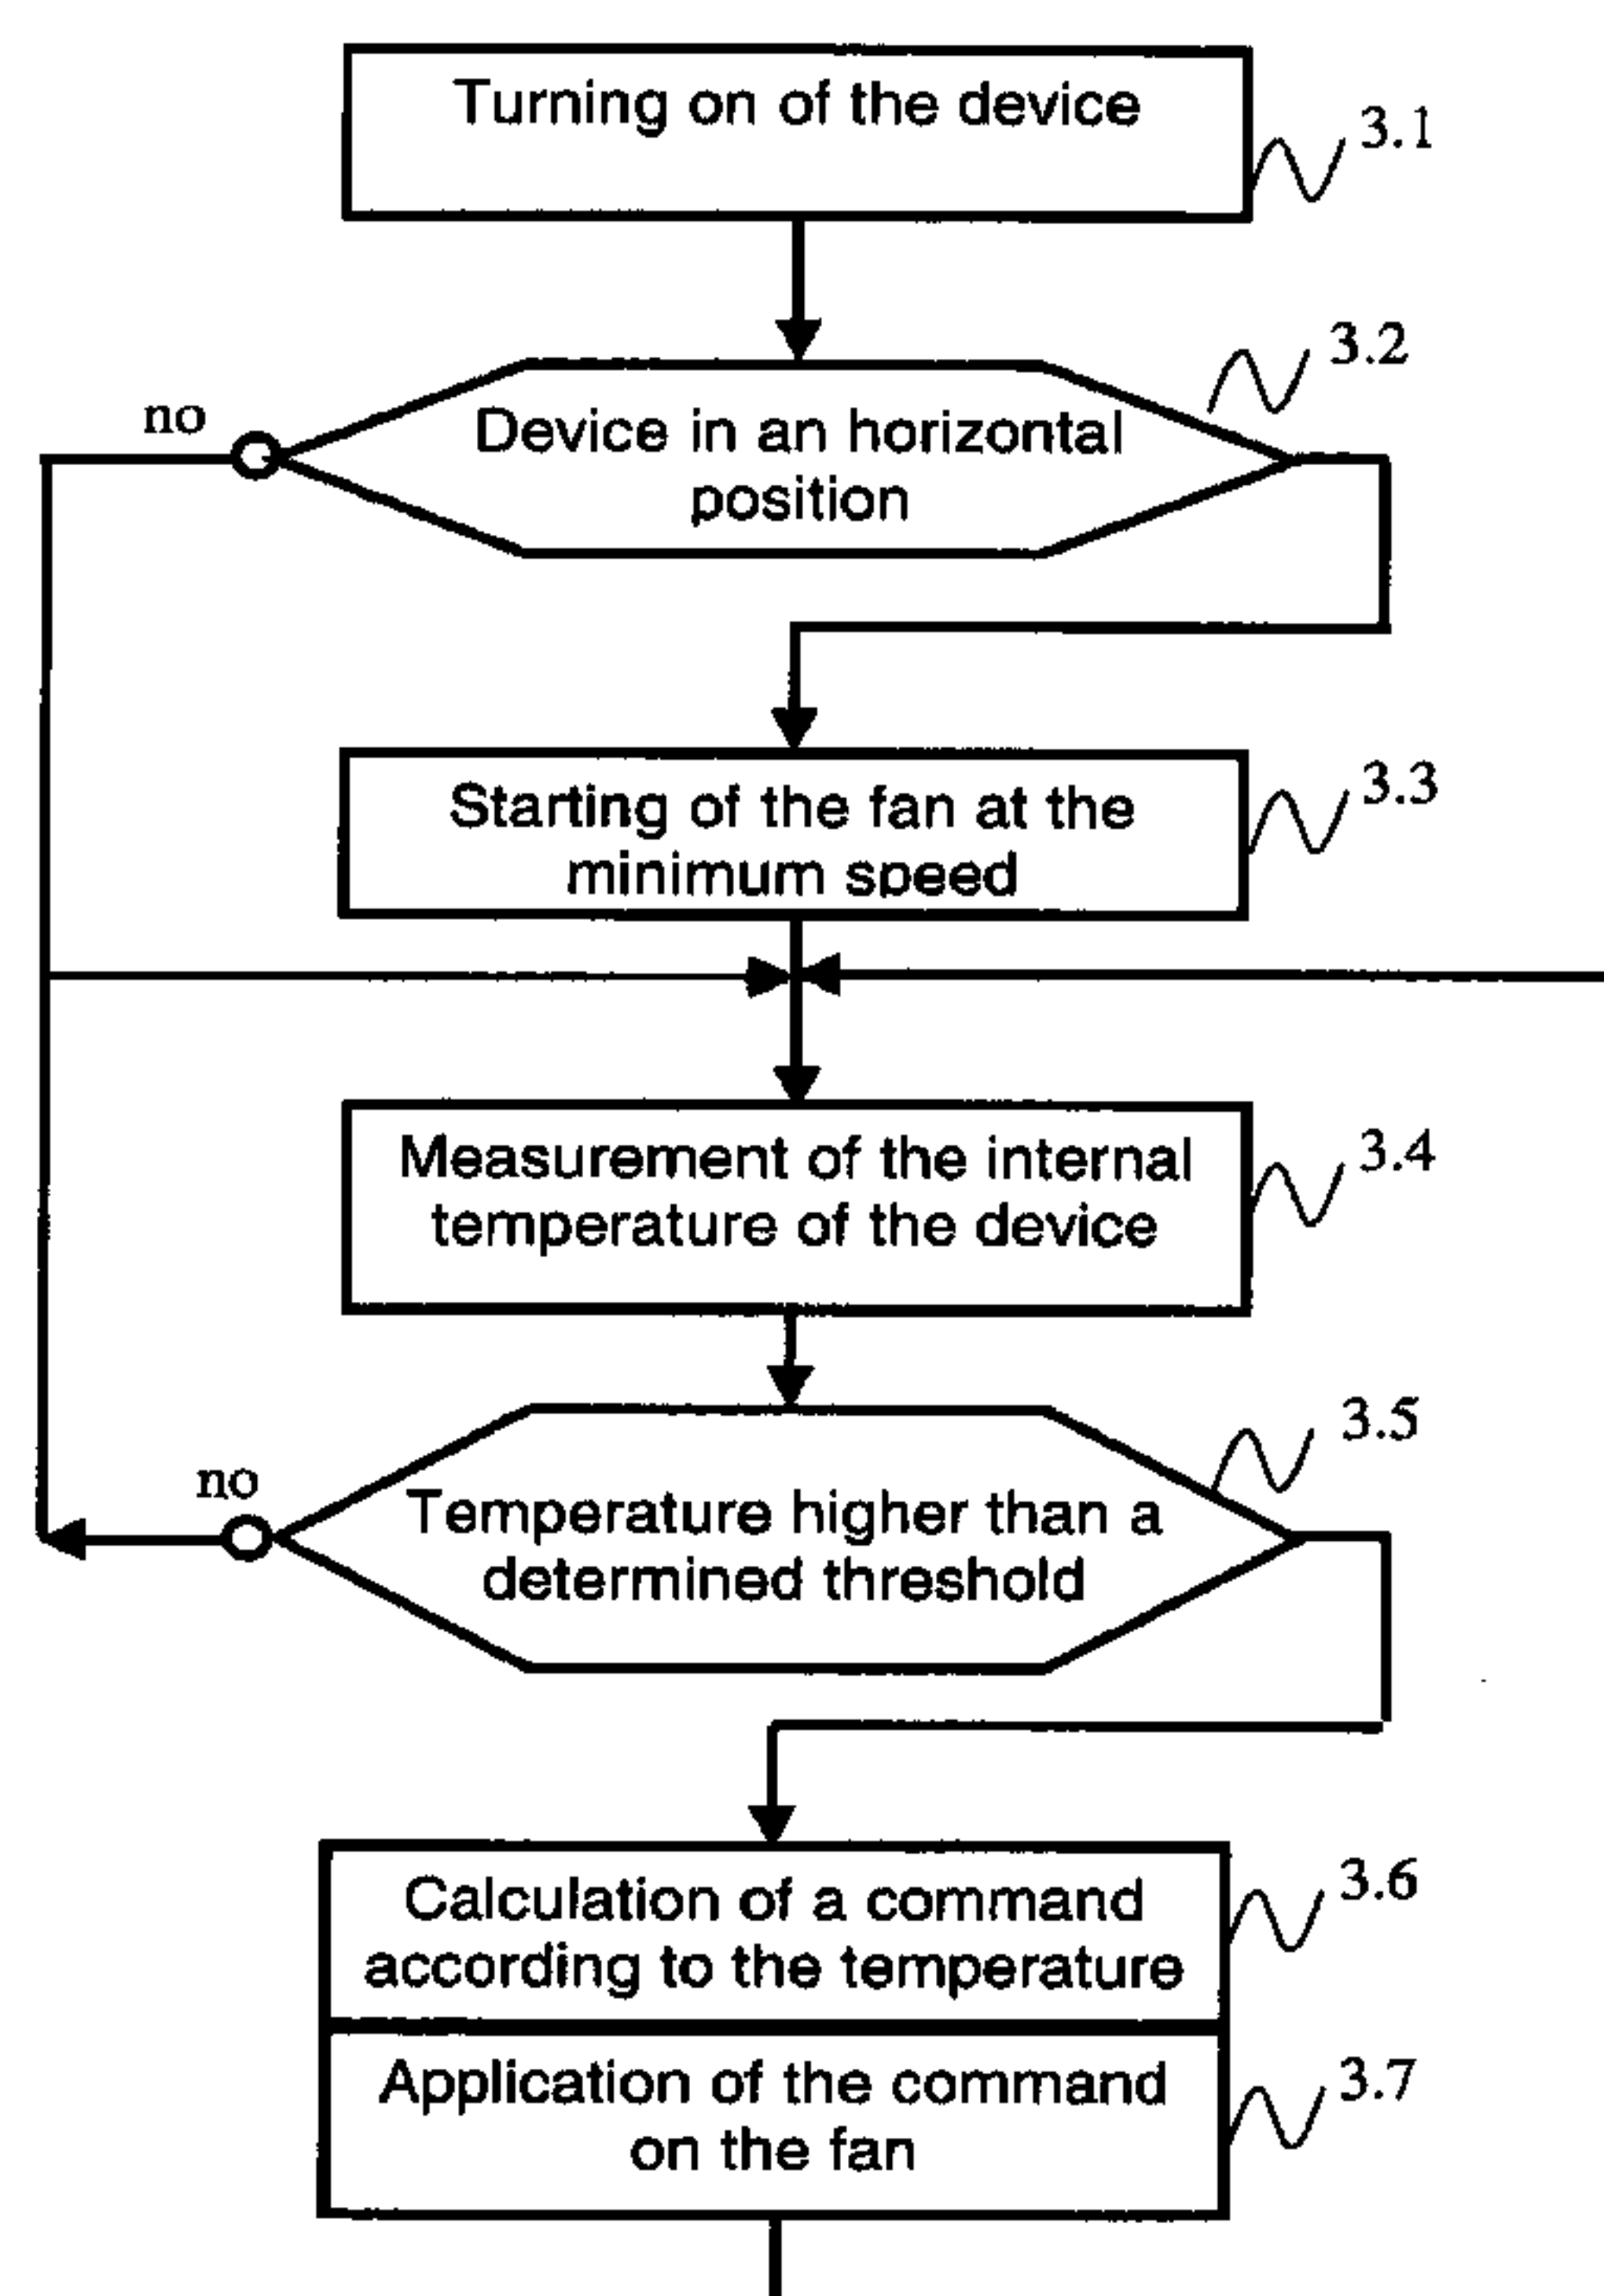 Turning on of the device
3.1
3.2
no
Device in an horizontal
position
3.3
Starting of the fan at the
minimum speed
3.4
Measurement of the internal
temperature of the device
3.5
no
Temperature higher than a
determined threshold
3.6
Calculation of a command
according to the temperature
3.7
Application of the command
on the fan